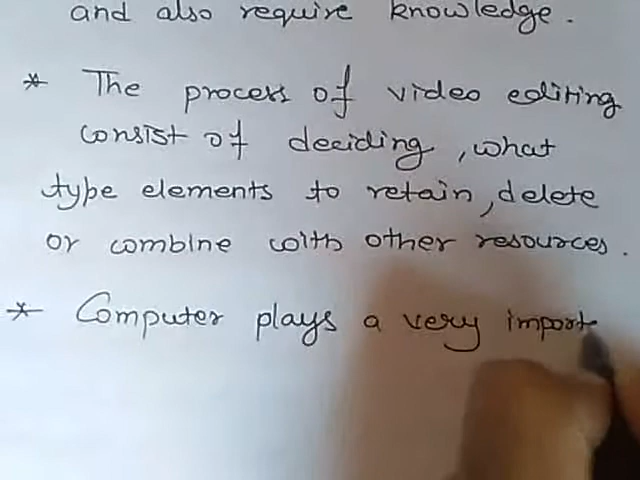 and also require knowledge.
* The process of video editing
consist of deciding, what
type elements to retain, delete
or combine with other resources.
* Computer plays a very import